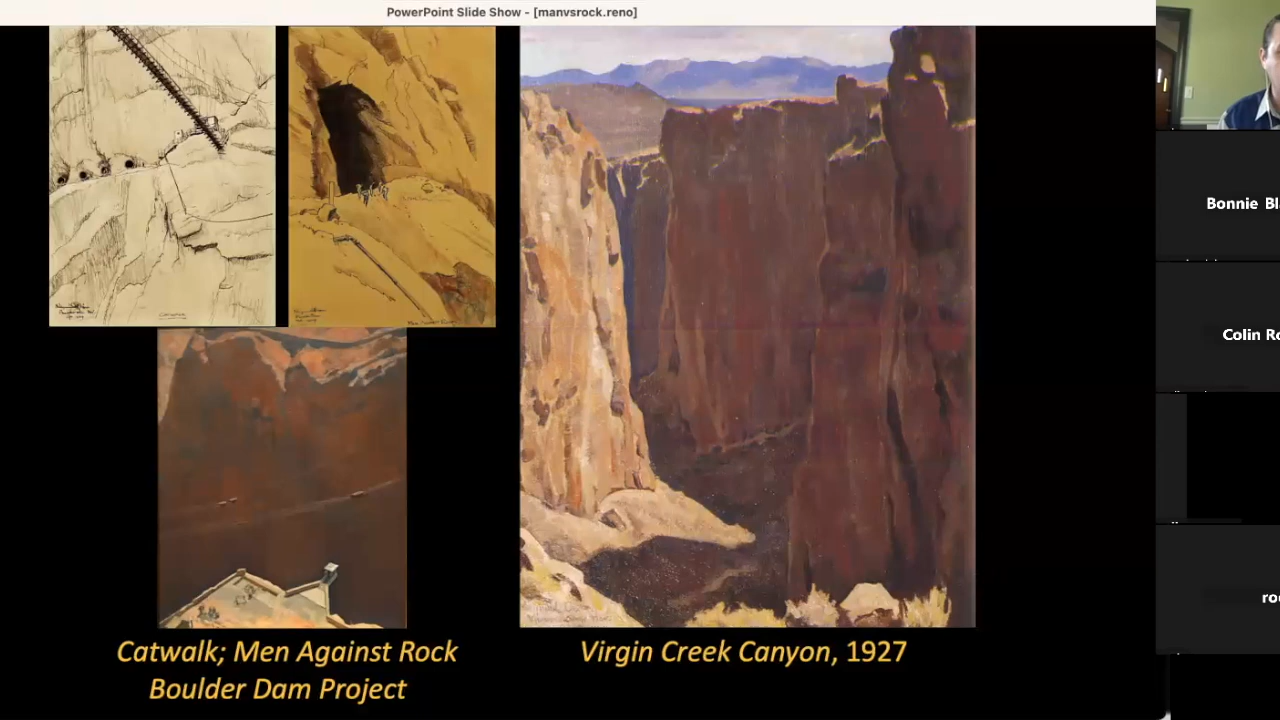 PowerPoint Slide Show - [manvsrock.reno]
Bonnie Bl
Colin Ro
ro
Catwalk; Men Against Rock
Boulder Dam Project
Virgin Creek Canyon, 1927